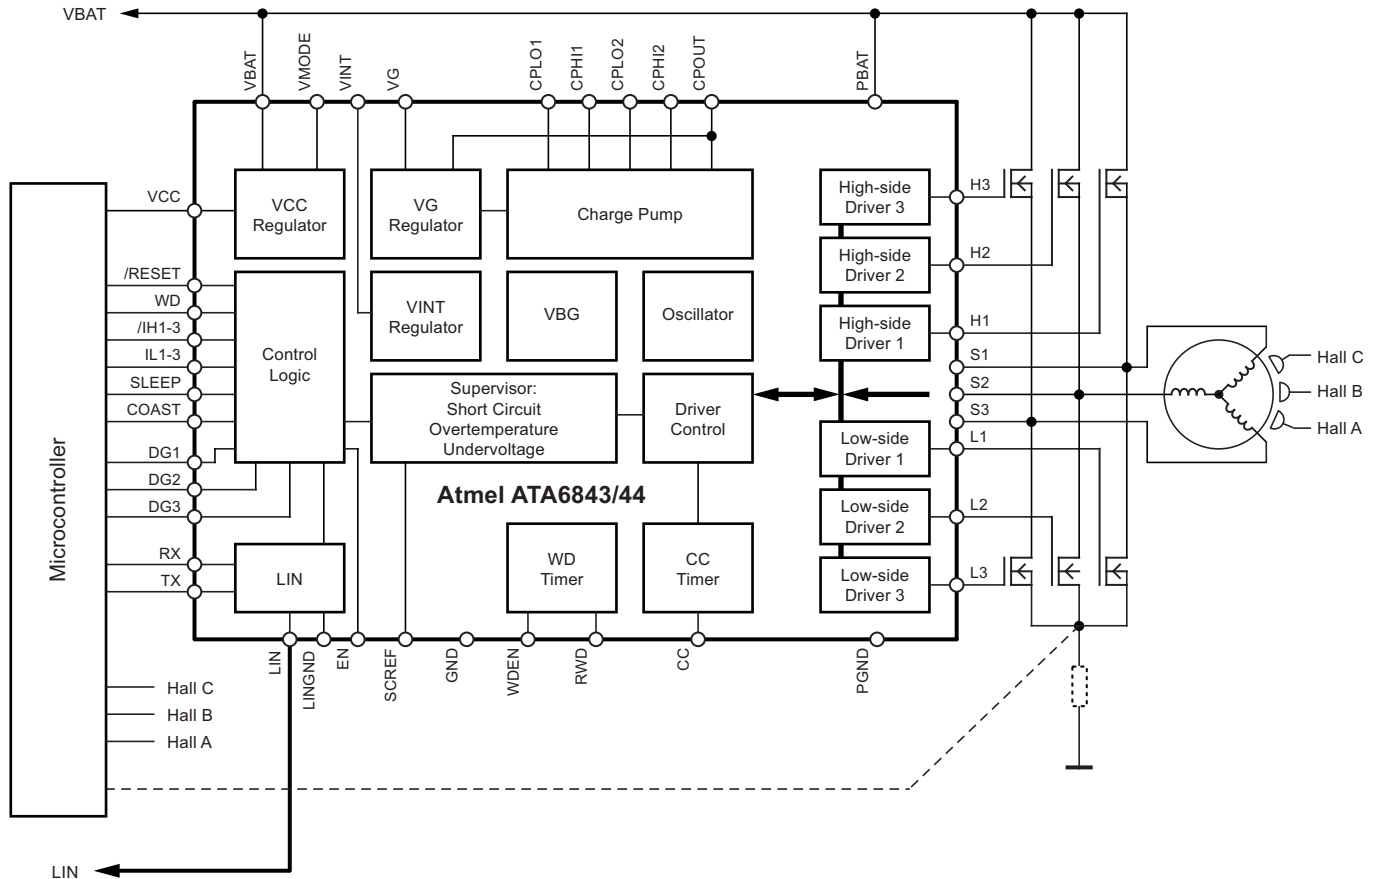 VBAT
VBAT
VMODE
VINT
VG
CPLO1
CPHI1
CPLO2
CPHI2
CPOUT
PBAT
Microcontroller
VCC
/RESET
WD
/IH1-3
IL1-3
SLEEP
COAST
DG1
DG2
DG3
RX
TX
VCC
Regulator
VG
Regulator
Charge Pump
Control
Logic
VINT
Regulator
VBG
Oscillator
Supervisor:
Short Circuit
Overtemperature
Undervoltage
Driver
Control
Atmel ATA6843/44
LIN
WD
Timer
CC
Timer
High-side
Driver 3
High-side
Driver 2
High-side
Driver 1
Low-side
Driver 1
Low-side
Driver 2
Low-side
Driver 3
H3
H2
H1
S1
S2
S3
L1
L2
L3
Hall C
Hall B
Hall A
LIN
LINGND
EN
SCREF
GND
WDEN
RWD
CC
PGND
Hall C
Hall B
Hall A
LIN